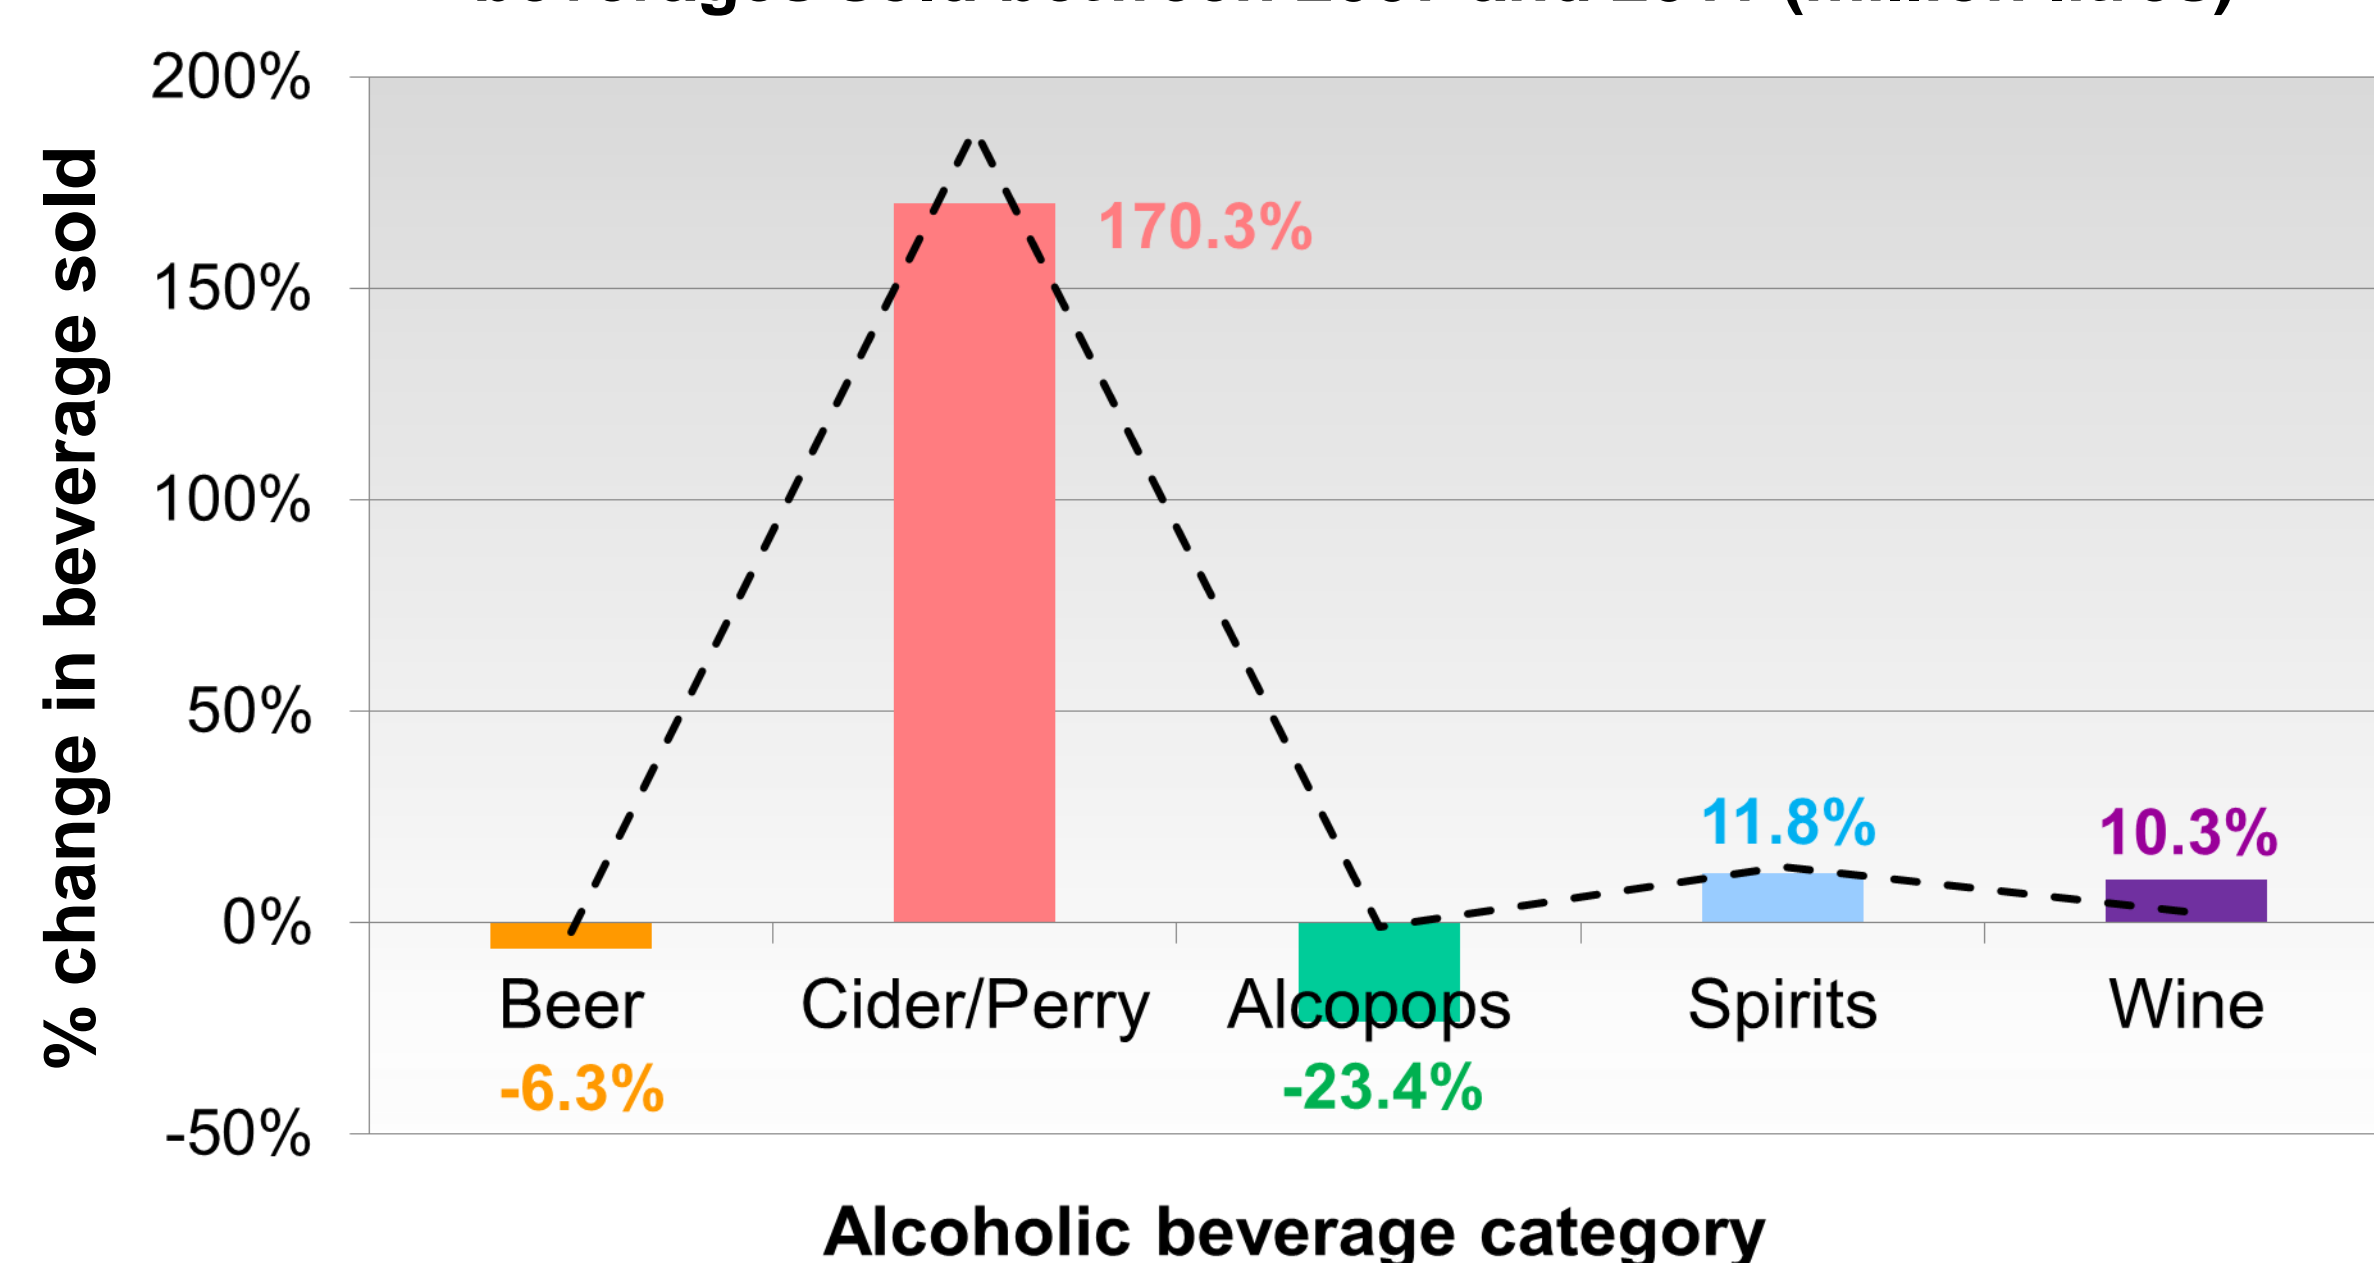 200%
150%
100%
50%
0%
-50%
% change in beverage sold
170.3%
11.8%
10.3%
Beer
Cider/Perry
Alcopops
Spirits
Wine
-6.3%
-23.4%
Alcoholic beverage category